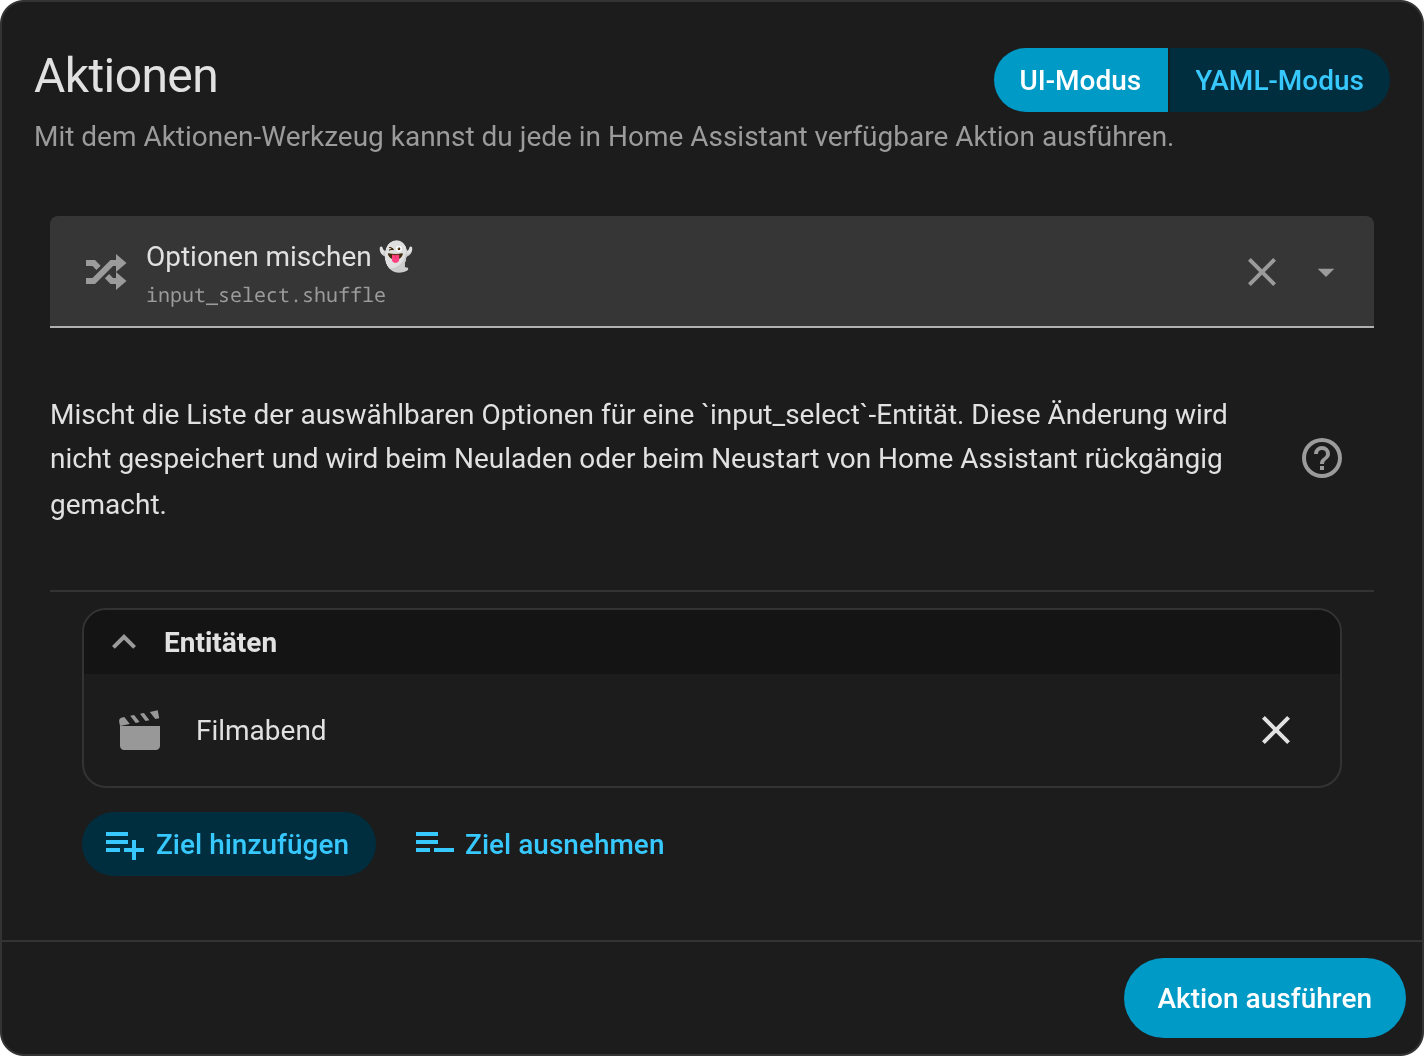 Aktionen
UI-Modus
YAML-Modus
Mit dem Aktionen-Werkzeug kannst du jede in Home Assistant verfügbare Aktion ausführen.
Optionen mischen 👻
input_select.shuffle
Mischt die Liste der auswählbaren Optionen für eine `input_select`-Entität. Diese Änderung wird
nicht gespeichert und wird beim Neuladen oder beim Neustart von Home Assistant rückgängig
gemacht.
Entitäten
Filmabend
Ziel hinzufügen
Ziel ausnehmen
Aktion ausführen